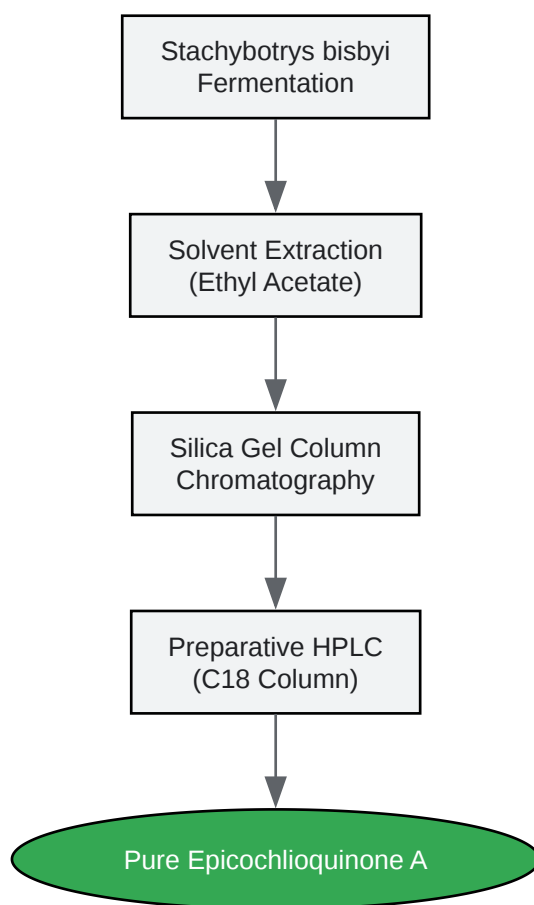 Stachybotrys bisbyi
Fermentation
Solvent Extraction
(Ethyl Acetate)
Silica Gel Column
Chromatography
Preparative HPLC
(C18 Column)
Pure Epicochlioquinone A